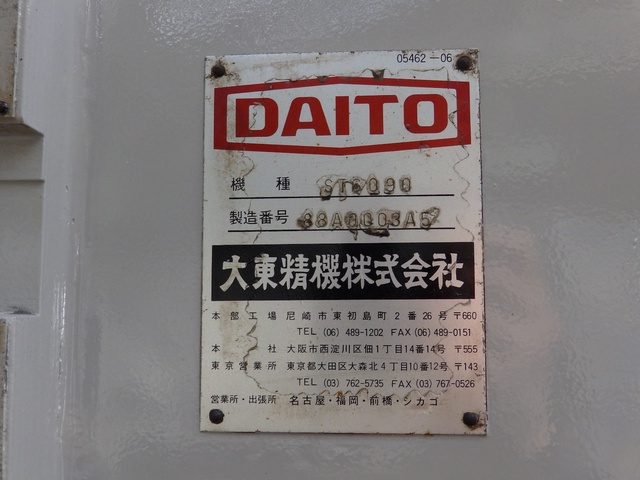 05462-06
DAITO
機種 ST6090
製造番号
大東精機株式会社
本部工場 尼崎市東初島町2番26号 〒660
TEL (06) 489-1202 FAX (06) 489-0151
本社 大阪市西淀川区佃1丁目14番14号 〒555
東京営業所 東京都大田区大森北4丁目10番12号 〒143
TEL (03) 762-5735 FAX (03) 767-0526
営業所・出張所 名古屋・福岡・前橋・シカゴ